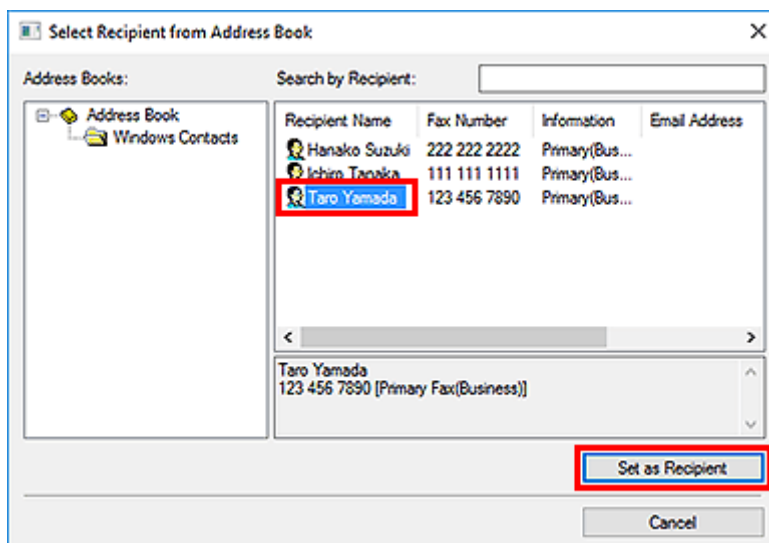 Select Recipient from Address Book
Address Books:
Search by Recipient:
Address Book
Windows Contacts
Recipient Name Fax Number Information Email Address
Hanako Suzuki 222 222 2222 Primary(Bus...
Ichiro Tanaka 111 111 1111 Primary(Bus...
Taro Yamada 123 456 7890 Primary(Bus...
Taro Yamada
123 456 7890 [Primary Fax(Business)]
Set as Recipient
Cancel